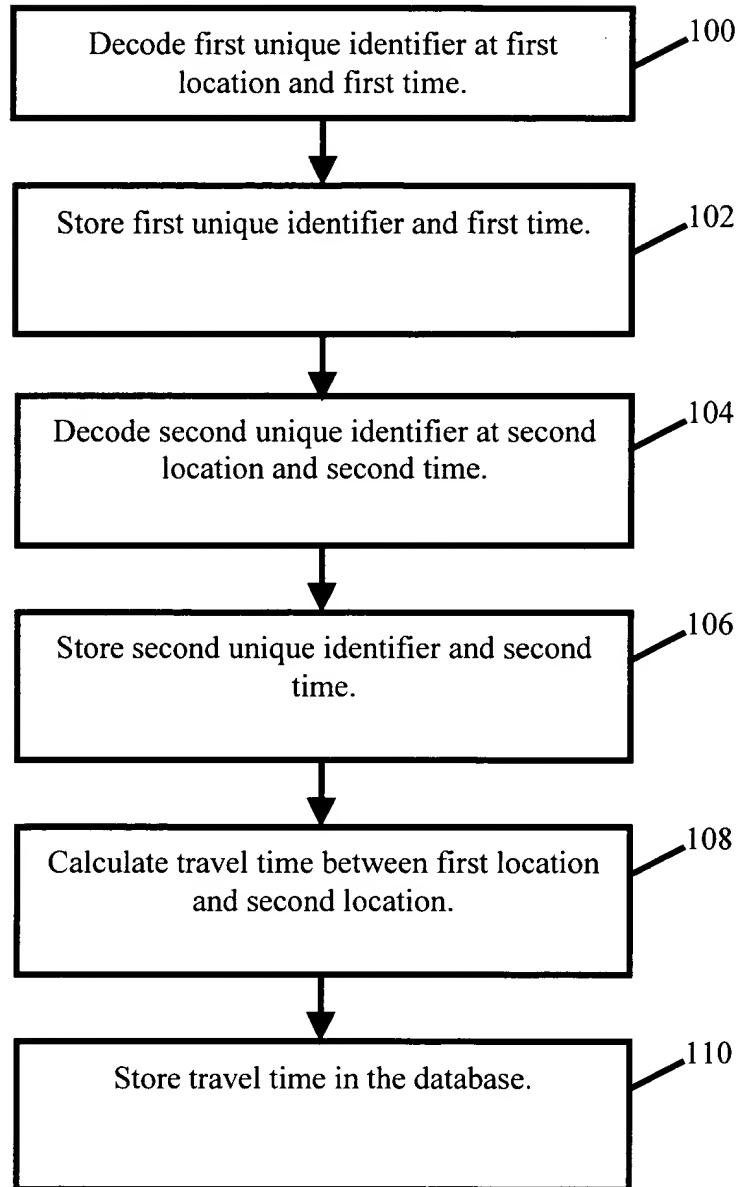 Decode first unique identifier at first
location and first time.
100
Store first unique identifier and first time.
102
Decode second unique identifier at second
location and second time.
104
Store second unique identifier and second
time.
106
Calculate travel time between first location
and second location.
108
Store travel time in the database.
110